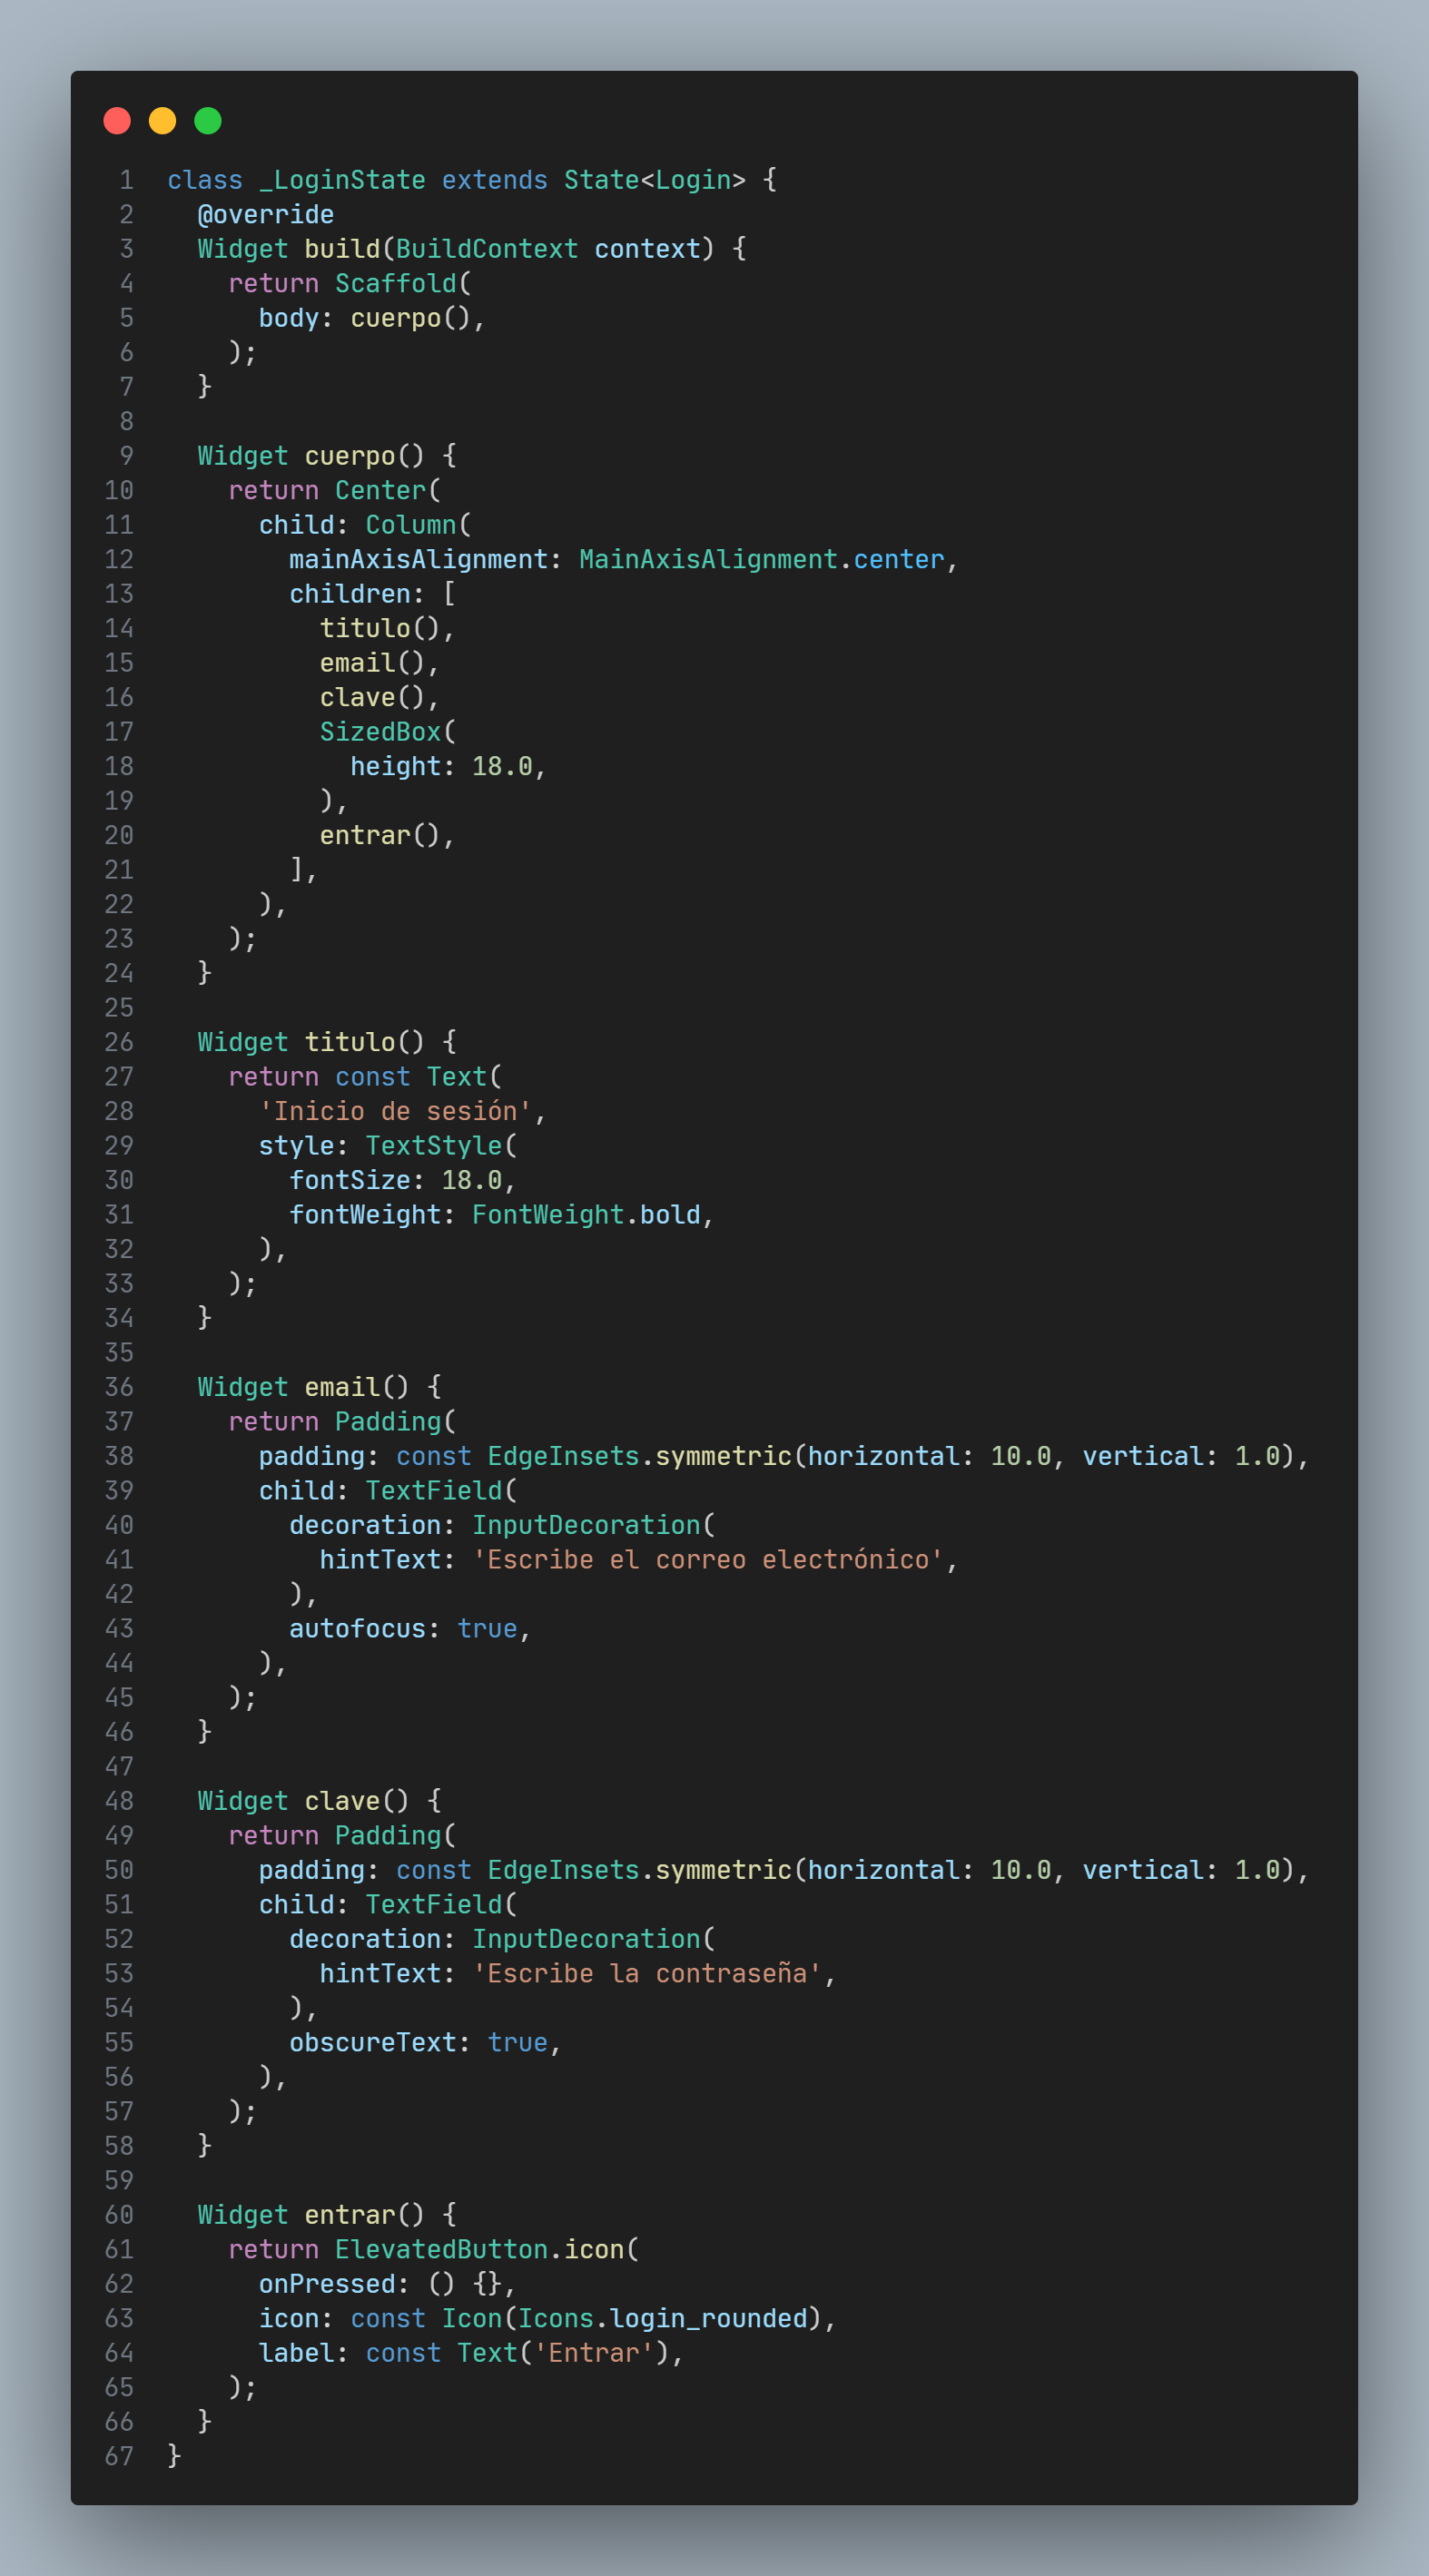 1 class _LoginState extends State<Login> {
2   @override
3   Widget build(BuildContext context) {
4     return Scaffold(
5       body: cuerpo(),
6     );
7   }
8
9   Widget cuerpo() {
10     return Center(
11       child: Column(
12         mainAxisAlignment: MainAxisAlignment.center,
13         children: [
14           titulo(),
15           email(),
16           clave(),
17           SizedBox(
18             height: 18.0,
19           ),
20           entrar(),
21         ],
22       ),
23     );
24   }
25
26   Widget titulo() {
27     return const Text(
28       'Inicio de sesión',
29       style: TextStyle(
30         fontSize: 18.0,
31         fontWeight: FontWeight.bold,
32       ),
33     );
34   }
35
36   Widget email() {
37     return Padding(
38       padding: const EdgeInsets.symmetric(horizontal: 10.0, vertical: 1.0),
39       child: TextField(
40         decoration: InputDecoration(
41           hintText: 'Escribe el correo electrónico',
42         ),
43         autofocus: true,
44       ),
45     );
46   }
47
48   Widget clave() {
49     return Padding(
50       padding: const EdgeInsets.symmetric(horizontal: 10.0, vertical: 1.0),
51       child: TextField(
52         decoration: InputDecoration(
53           hintText: 'Escribe la contraseña',
54         ),
55         obscureText: true,
56       ),
57     );
58   }
59
60   Widget entrar() {
61     return ElevatedButton.icon(
62       onPressed: () {},
63       icon: const Icon(Icons.login_rounded),
64       label: const Text('Entrar'),
65     );
66   }
67 }